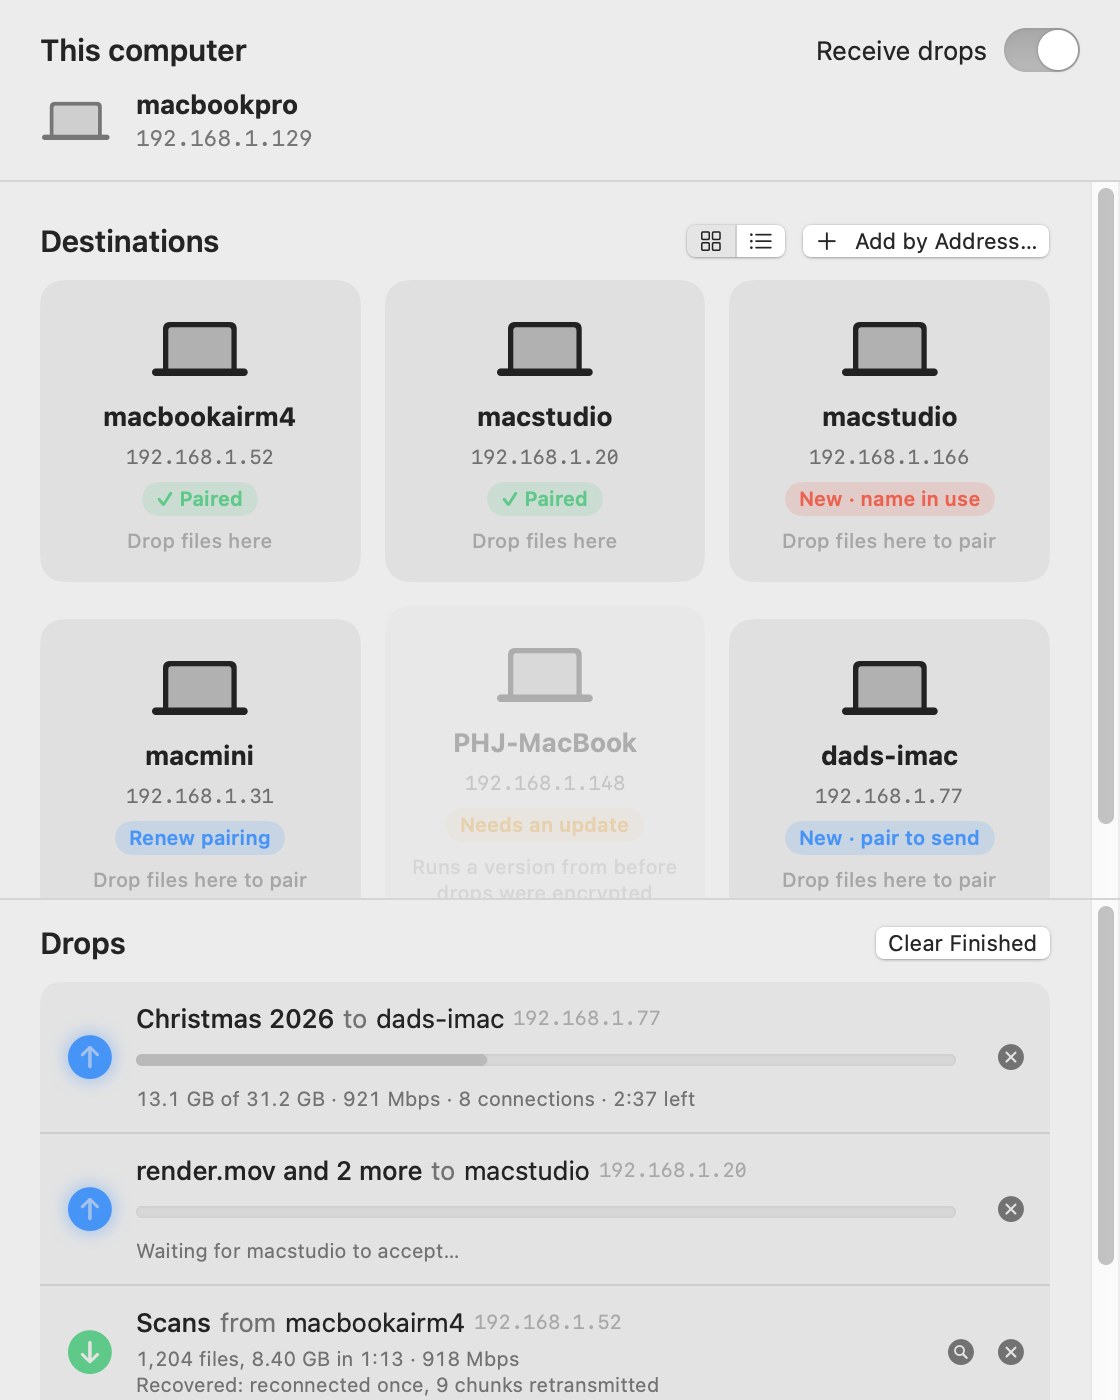 This computer
Receive drops
macbookpro
192.168.1.129
Destinations
Add by Address...
macbookairm4
192.168.1.52
✓ Paired
Drop files here
macstudio
192.168.1.20
✓ Paired
Drop files here
macstudio
192.168.1.166
New · name in use
Drop files here to pair
macmini
192.168.1.31
Renew pairing
Drop files here to pair
PHJ-MacBook
192.168.1.148
Needs an update
Runs a version from before
drops were encrypted
dads-imac
192.168.1.77
New · pair to send
Drop files here to pair
Drops
Clear Finished
Christmas 2026 to dads-imac 192.168.1.77
13.1 GB of 31.2 GB · 921 Mbps · 8 connections · 2:37 left
render.mov and 2 more to macstudio 192.168.1.20
Waiting for macstudio to accept...
Scans from macbookairm4 192.168.1.52
1,204 files, 8.40 GB in 1:13 · 918 Mbps
Recovered: reconnected once, 9 chunks retransmitted